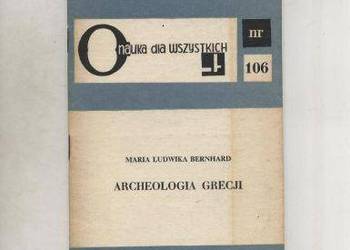 nauka dla wszystkich
nr
106
MARIA LUDWIKA BERNHARD
ARCHEOLOGIA GRECJI